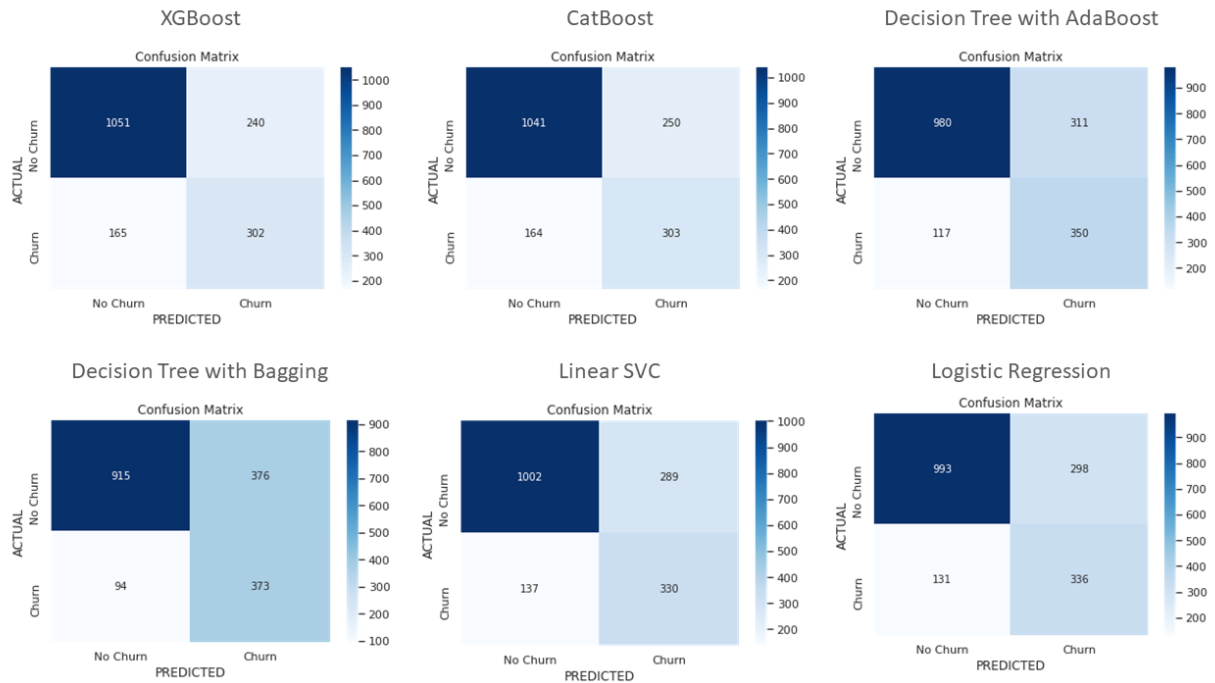 XGBoost
Confusion Matrix
1051 240
165 302
ACTUAL
No Churn
Churn
No Churn Churn
PREDICTED
1000
900
800
700
600
500
400
300
200
CatBoost
Confusion Matrix
1041 250
164 303
ACTUAL
No Churn
Churn
No Churn Churn
PREDICTED
1000
900
800
700
600
500
400
300
200
Decision Tree with AdaBoost
Confusion Matrix
980 311
117 350
ACTUAL
No Churn
Churn
No Churn Churn
PREDICTED
900
800
700
600
500
400
300
200
Decision Tree with Bagging
Confusion Matrix
915 376
94 373
ACTUAL
No Churn
Churn
No Churn Churn
PREDICTED
900
800
700
600
500
400
300
200
100
Linear SVC
Confusion Matrix
1002 289
137 330
ACTUAL
No Churn
Churn
No Churn Churn
PREDICTED
1000
900
800
700
600
500
400
300
200
Logistic Regression
Confusion Matrix
993 298
131 336
ACTUAL
No Churn
Churn
No Churn Churn
PREDICTED
900
800
700
600
500
400
300
200